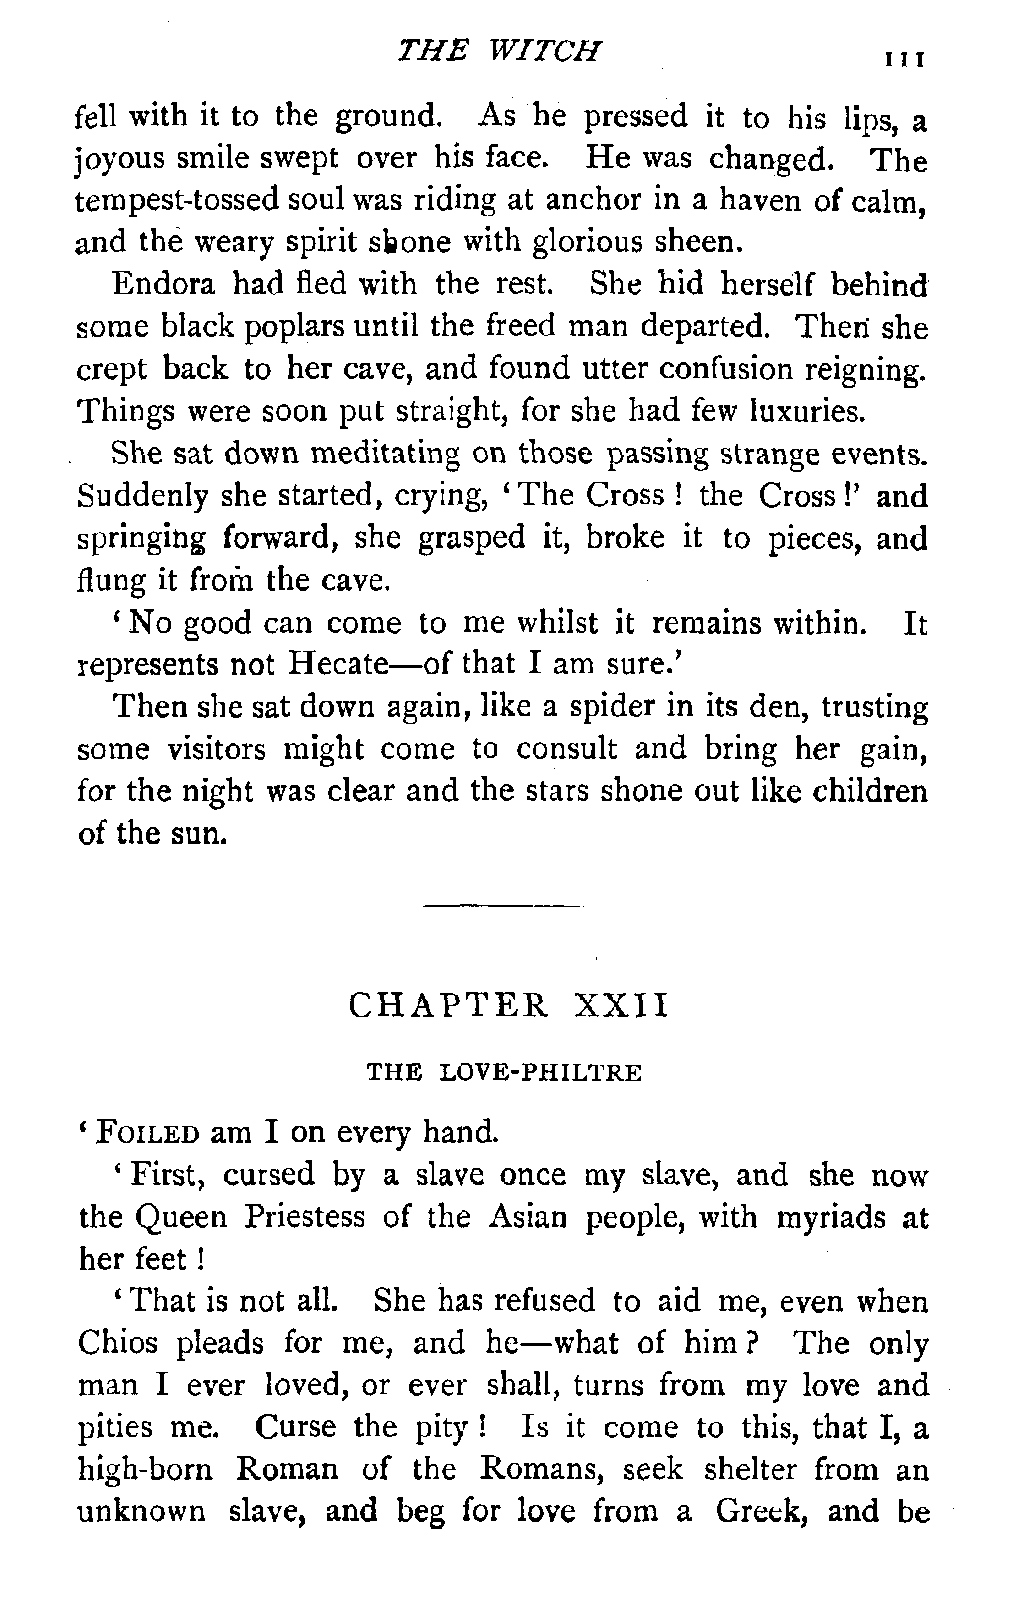 THE WITCH 111
fell with it to the ground. As he pressed it to his lips, a
joyous smile swept over his face. He was changed. The
tempest-tossed soul was riding at anchor in a haven of calm,
and the weary spirit shone with glorious sheen.
Endora had fled with the rest. She hid herself behind
some black poplars until the freed man departed. Then she
crept back to her cave, and found utter confusion reigning.
Things were soon put straight, for she had few luxuries.
She sat down meditating on those passing strange events.
Suddenly she started, crying, ‘The Cross! the Cross!’ and
springing forward, she grasped it, broke it to pieces, and
flung it from the cave.
‘No good can come to me whilst it remains within. It
represents not Hecate—of that I am sure.’
Then she sat down again, like a spider in its den, trusting
some visitors might come to consult and bring her gain,
for the night was clear and the stars shone out like children
of the sun.
CHAPTER XXII
THE LOVE-PHILTRE
‘FOILED am I on every hand.
‘First, cursed by a slave once my slave, and she now
the Queen Priestess of the Asian people, with myriads at
her feet!
‘That is not all. She has refused to aid me, even when
Chios pleads for me, and he—what of him? The only
man I ever loved, or ever shall, turns from my love and
pities me. Curse the pity! Is it come to this, that I, a
high-born Roman of the Romans, seek shelter from an
unknown slave, and beg for love from a Greek, and be